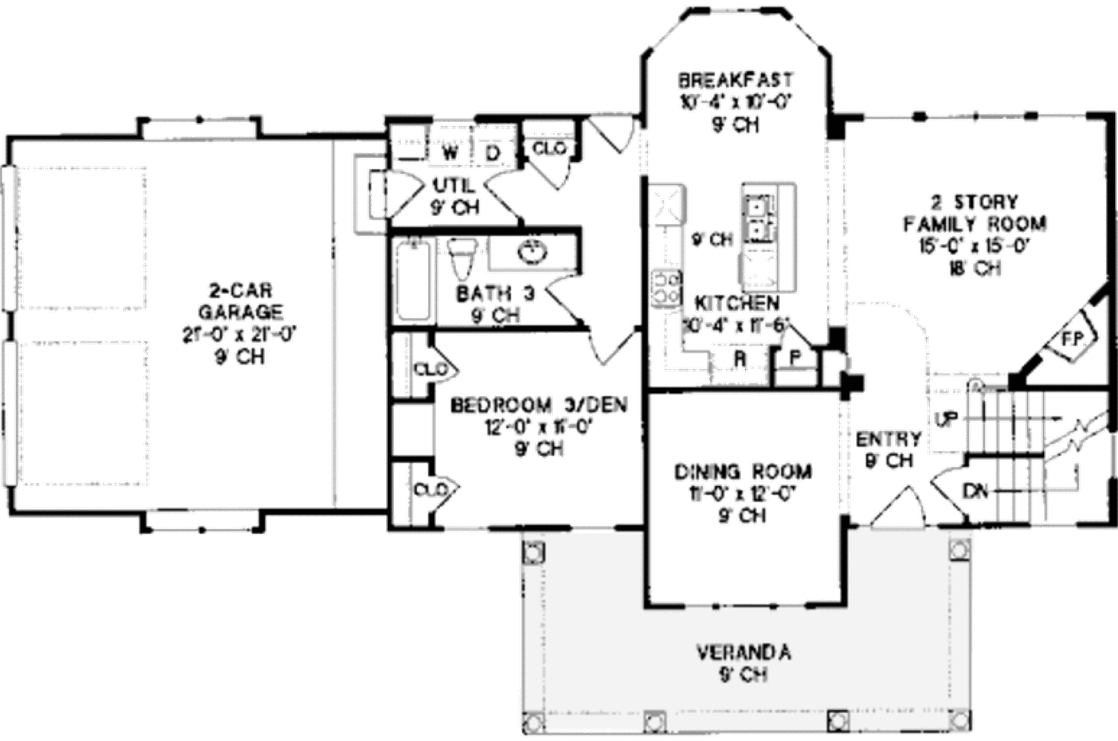 BREAKFAST
10'-4" x 10'-0"
9' CH
CLO
W
D
UTIL
9' CH
2 STORY
FAMILY ROOM
15'-0" x 15'-0"
18' CH
9' CH
2-CAR
GARAGE
21'-0" x 21'-0"
9' CH
BATH 3
9' CH
KITCHEN
10'-4" x 11'-6"
FP
R
P
CLO
BEDROOM 3/DEN
12'-0" x 11'-0"
9' CH
UP
ENTRY
9' CH
DINING ROOM
11'-0" x 12'-0"
9' CH
CLO
DN
VERANDA
9' CH